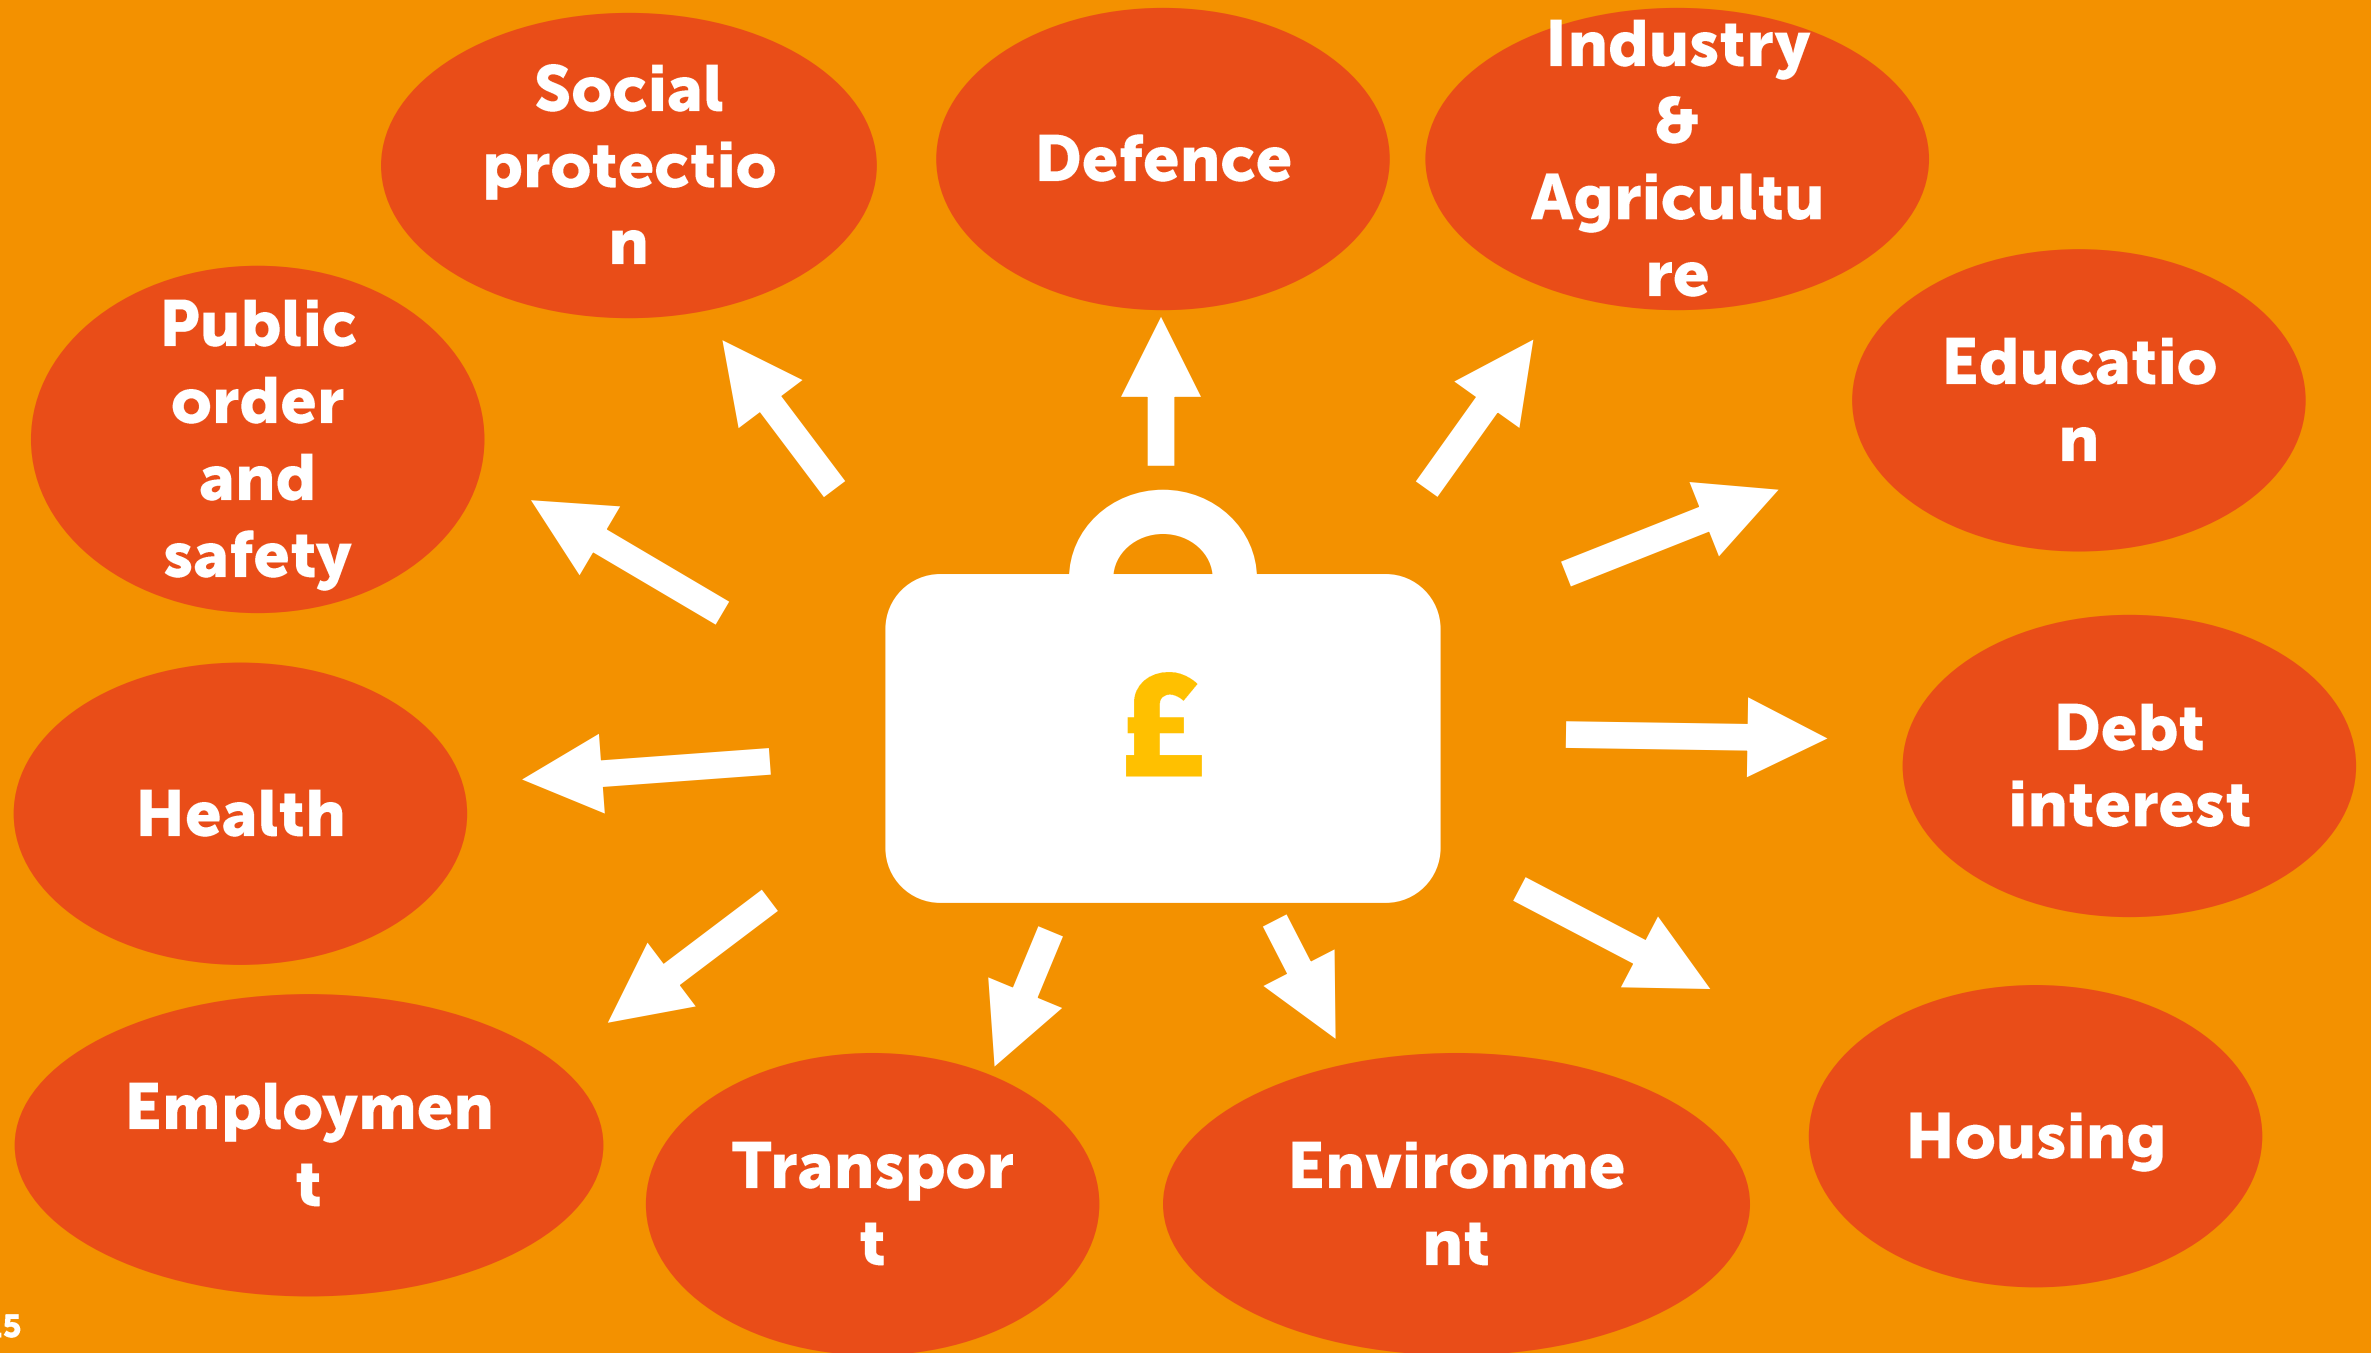 Social
protectio
n
Defence
Industry
&
Agricultu
re
Public
order
and
safety
Educatio
n
Health
£
Debt
interest
Employmen
t
Transpor
t
Environme
nt
Housing
5